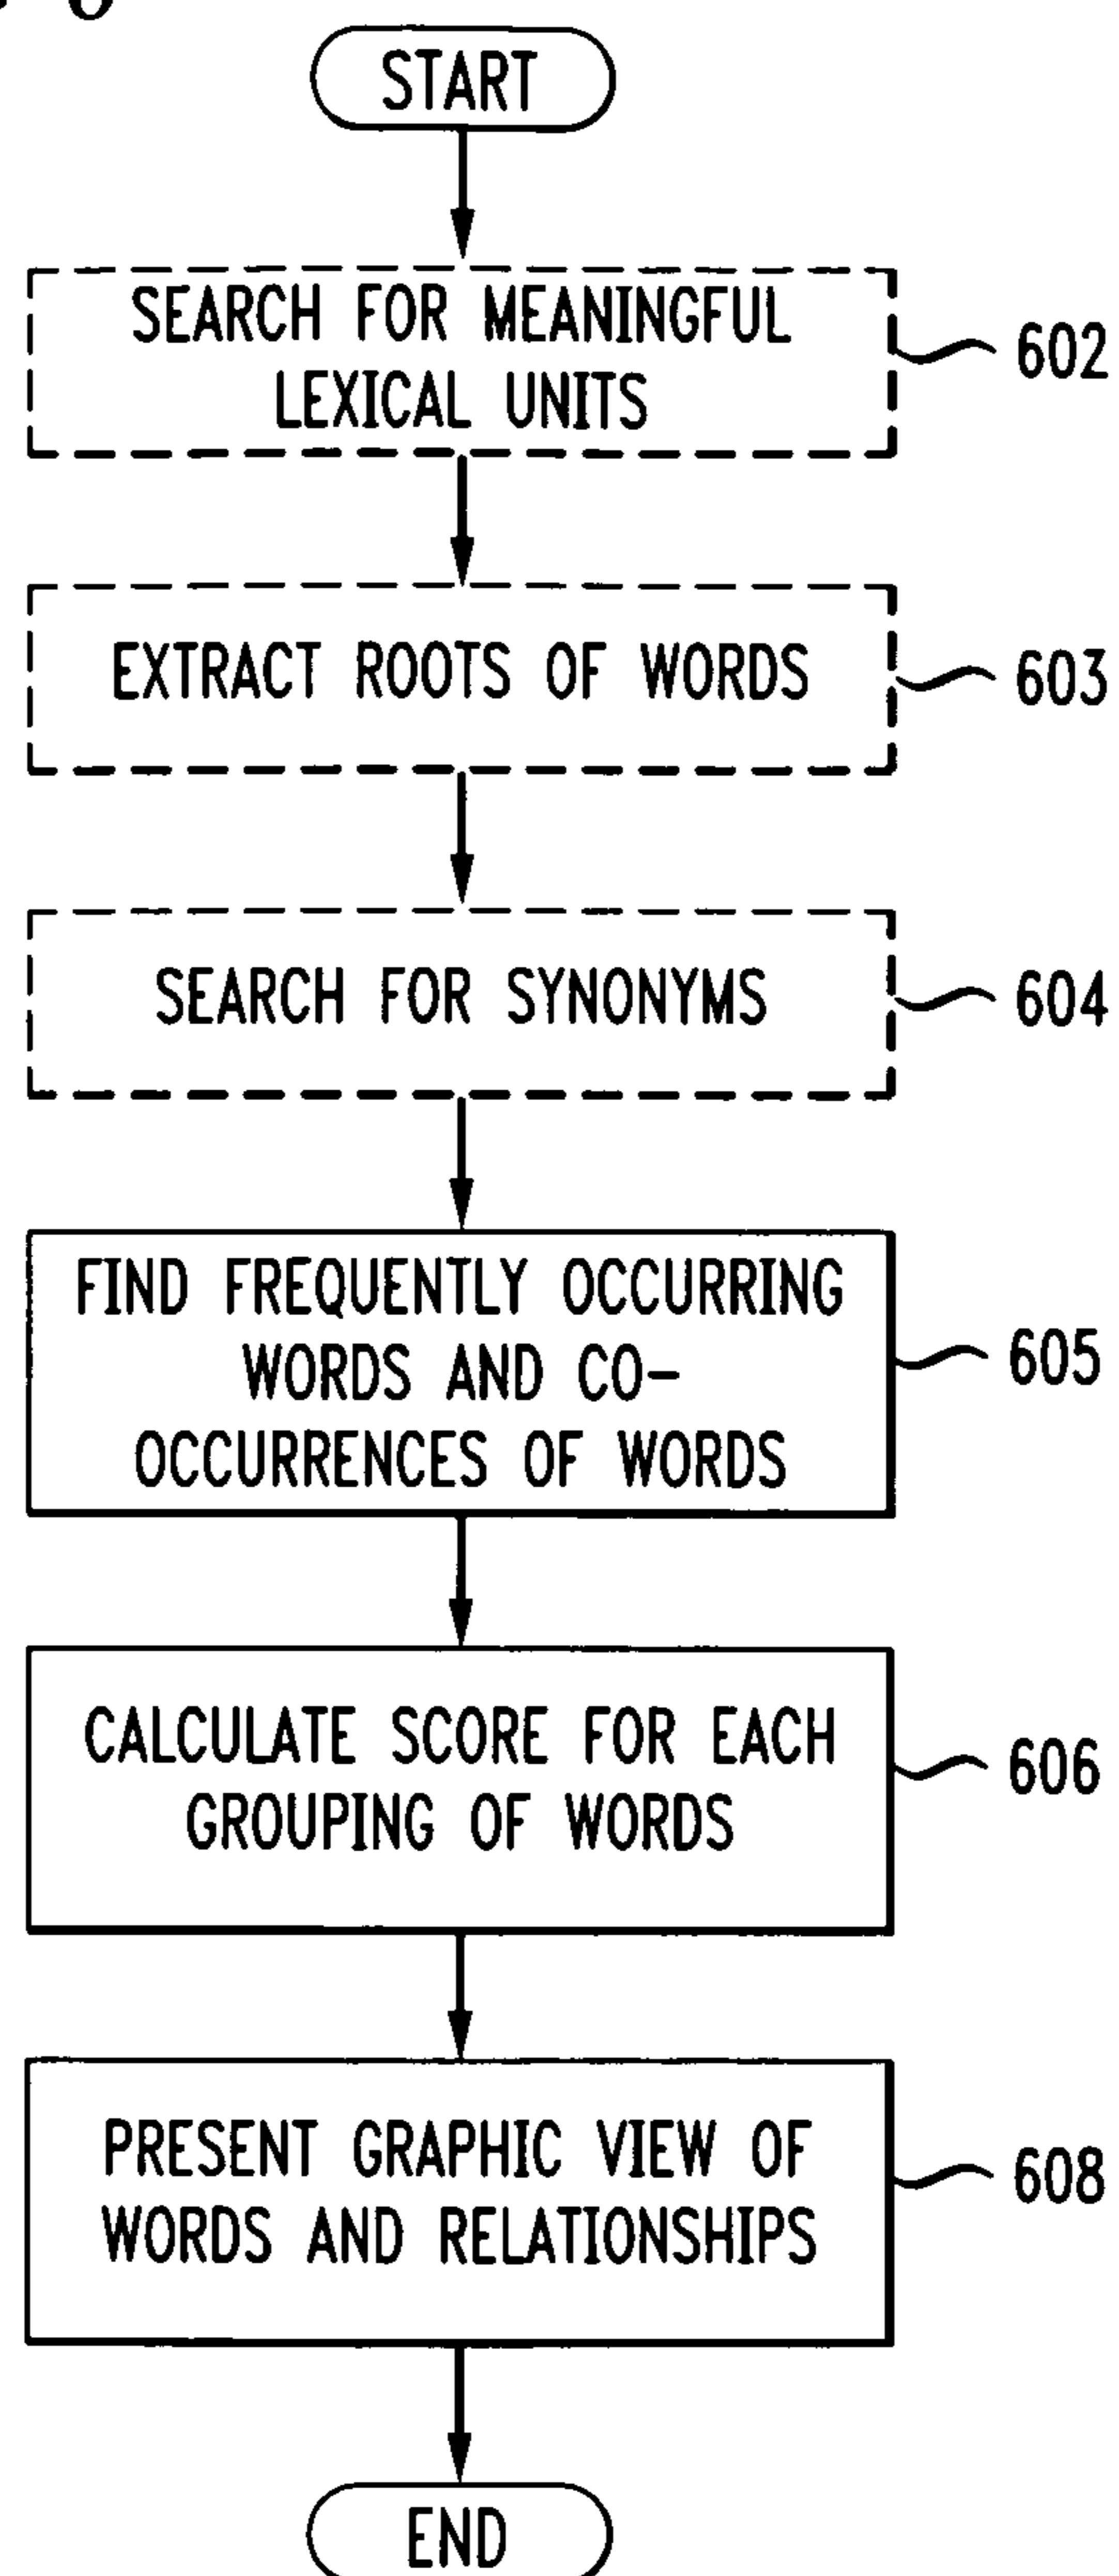 START
SEARCH FOR MEANINGFUL
LEXICAL UNITS
602
EXTRACT ROOTS OF WORDS
603
SEARCH FOR SYNONYMS
604
FIND FREQUENTLY OCCURRING
WORDS AND CO-
OCCURRENCES OF WORDS
605
CALCULATE SCORE FOR EACH
GROUPING OF WORDS
606
PRESENT GRAPHIC VIEW OF
WORDS AND RELATIONSHIPS
608
END